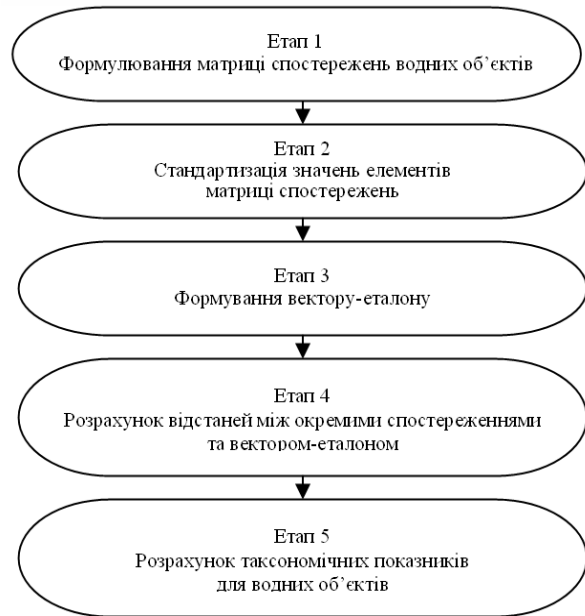 Етап 1
Формулювання матриці спостережень водних об’єктів
Етап 2
Стандартизація значень елементів
матриці спостережень
Етап 3
Формування вектору-еталону
Етап 4
Розрахунок відстаней між окремими спостереженнями
та вектором-еталоном
Етап 5
Розрахунок таксономічних показників
для водних об’єктів